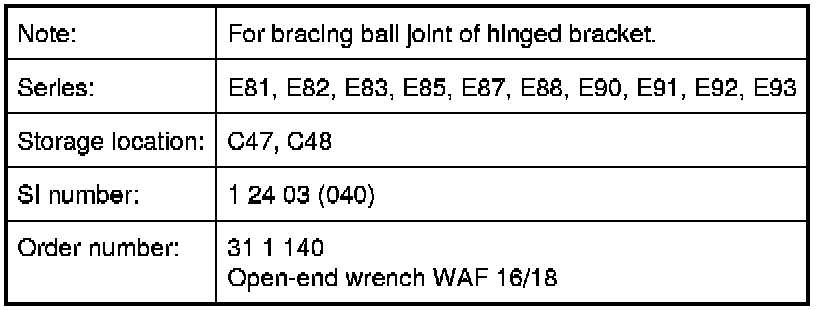 Note: For bracing ball joint of hinged bracket.
Series: E81, E82, E83, E85, E87, E88, E90, E91, E92, E93
Storage location: C47, C48
SI number: 1 24 03 (040)
Order number: 31 1 140
Open-end wrench WAF 16/18